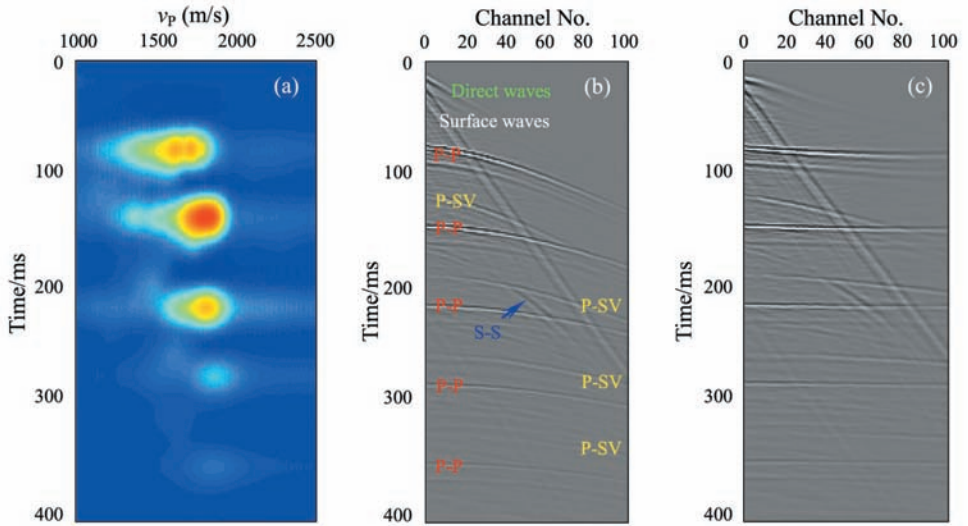 v_P (m/s)
1000 1500 2000 2500
0
100
200
300
400
Time/ms
(a)
Channel No.
0 20 40 60 80 100
0
100
200
300
400
Time/ms
Direct waves
(b)
Surface waves
P-P
P-SV
P-P
P-P
P-SV
S-S
P-P
P-SV
P-SV
P-P
Channel No.
0 20 40 60 80 100
0
100
200
300
400
Time/ms
(c)